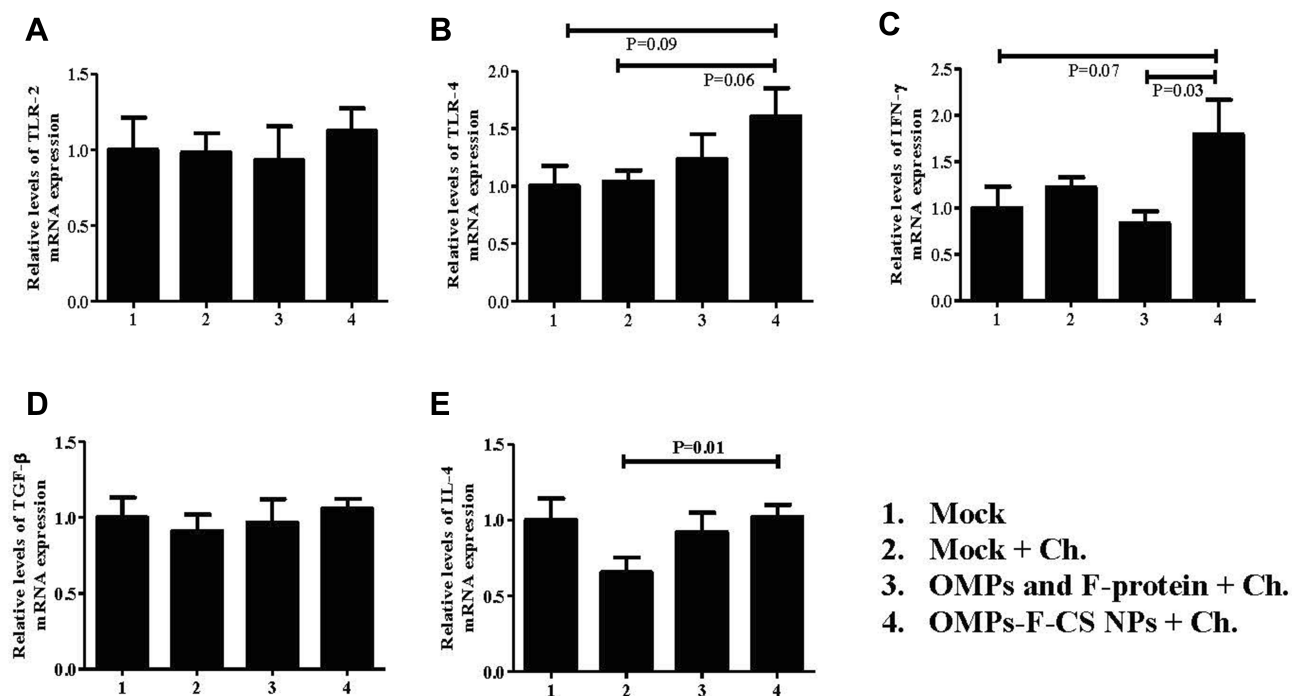 A
Relative levels of TLR-2
mRNA expression
1.5
1.0
0.5
0.0
1 2 3 4
B
P=0.09
P=0.06
Relative levels of TLR-4
mRNA expression
2.0
1.5
1.0
0.5
0.0
1 2 3 4
C
P=0.07
P=0.03
Relative levels of IFN-γ
mRNA expression
2.5
2.0
1.5
1.0
0.5
0.0
1 2 3 4
D
Relative levels of TGF-β
mRNA expression
1.5
1.0
0.5
0.0
1 2 3 4
E
P=0.01
Relative levels of IL-4
mRNA expression
1.5
1.0
0.5
0.0
1 2 3 4
1. Mock
2. Mock + Ch.
3. OMPs and F-protein + Ch.
4. OMPs-F-CS NPs + Ch.